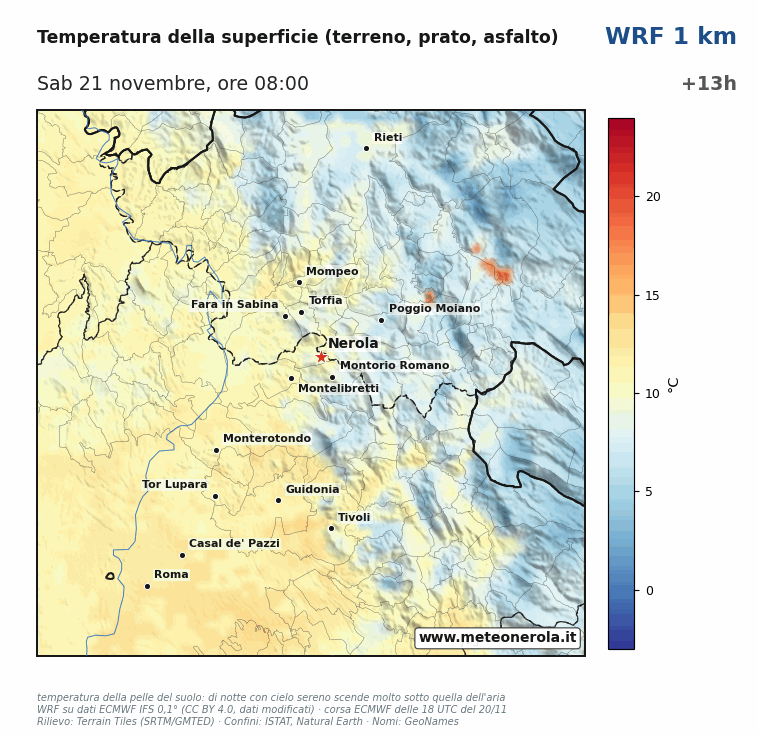 Temperatura della superficie (terreno, prato, asfalto)
WRF 1 km
Sab 21 novembre, ore 08:00
+13h
Rieti
Mompeo
Fara in Sabina
Toffia
Poggio Moiano
Nerola
Montorio Romano
Montelibretti
Monterotondo
Tor Lupara
Guidonia
Tivoli
Casal de' Pazzi
Roma
www.meteonerola.it
20
15
10
5
0
°C
temperatura della pelle del suolo: di notte con cielo sereno scende molto sotto quella dell'aria
WRF su dati ECMWF IFS 0,1° (CC BY 4.0, dati modificati) · corsa ECMWF delle 18 UTC del 20/11
Rilievo: Terrain Tiles (SRTM/GMTED) · Confini: ISTAT, Natural Earth · Nomi: GeoNames